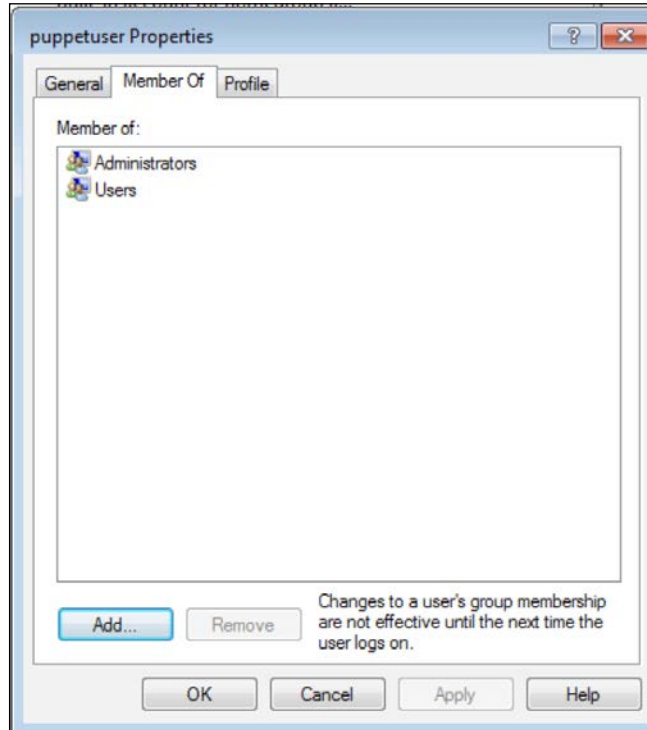 puppetuser Properties
General
Member Of
Profile
Member of:
Administrators
Users
Add...
Remove
Changes to a user's group membership
are not effective until the next time the
user logs on.
OK
Cancel
Apply
Help